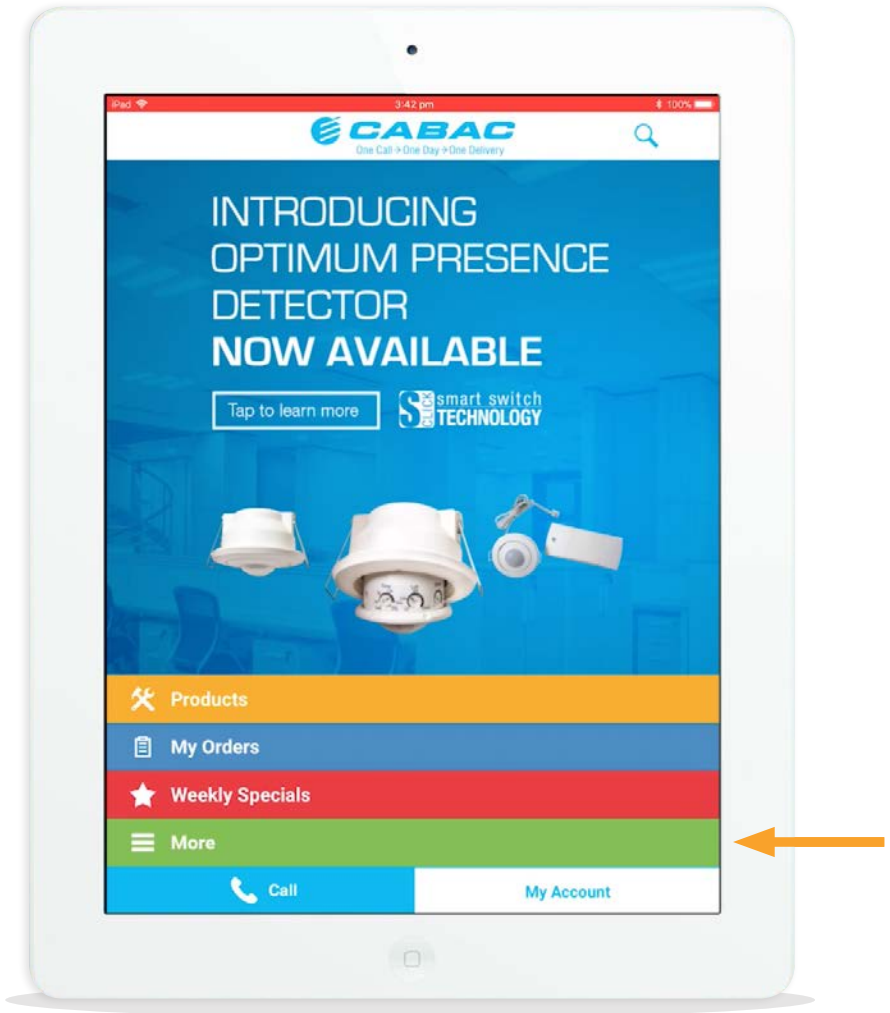 iPad
3:42 pm
100%
CABAC
One Call→One Day→One Delivery
INTRODUCING
OPTIMUM PRESENCE
DETECTOR
NOW AVAILABLE
Tap to learn more
S CLICK smart switch
TECHNOLOGY
Products
My Orders
Weekly Specials
More
Call
My Account